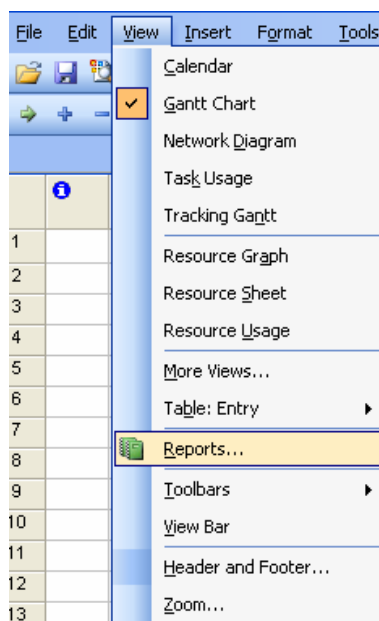 File Edit View Insert Format Tools
Calendar
Gantt Chart
Network Diagram
Task Usage
Tracking Gantt
Resource Graph
Resource Sheet
Resource Usage
More Views...
Table: Entry
Reports...
Toolbars
View Bar
Header and Footer...
Zoom...
1
2
3
4
5
6
7
8
9
10
11
12
13